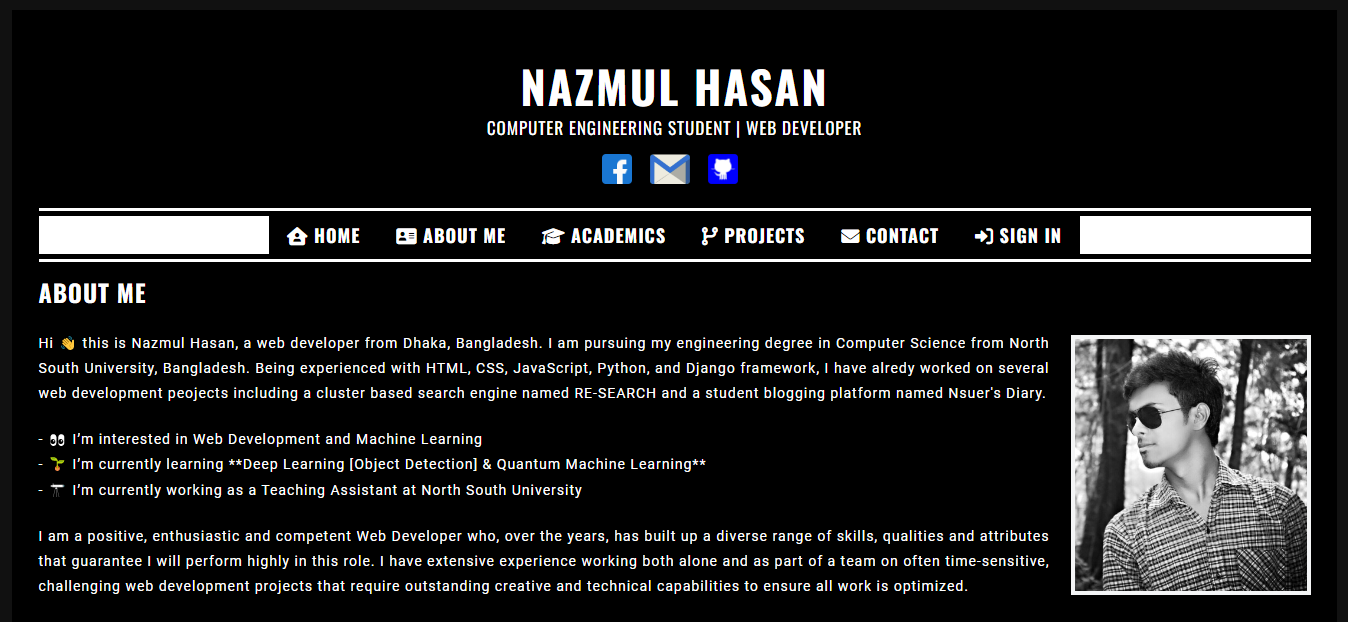 NAZMUL HASAN
COMPUTER ENGINEERING STUDENT | WEB DEVELOPER
HOME ABOUT ME ACADEMICS PROJECTS CONTACT SIGN IN
ABOUT ME
Hi 👋 this is Nazmul Hasan, a web developer from Dhaka, Bangladesh. I am pursuing my engineering degree in Computer Science from North
South University, Bangladesh. Being experienced with HTML, CSS, JavaScript, Python, and Django framework, I have alredy worked on several
web development peojects including a cluster based search engine named RE-SEARCH and a student blogging platform named Nsuer's Diary.
- 👀 I’m interested in Web Development and Machine Learning
- 🌱 I’m currently learning **Deep Learning [Object Detection] & Quantum Machine Learning**
- 🔭 I’m currently working as a Teaching Assistant at North South University
I am a positive, enthusiastic and competent Web Developer who, over the years, has built up a diverse range of skills, qualities and attributes
that guarantee I will perform highly in this role. I have extensive experience working both alone and as part of a team on often time-sensitive,
challenging web development projects that require outstanding creative and technical capabilities to ensure all work is optimized.